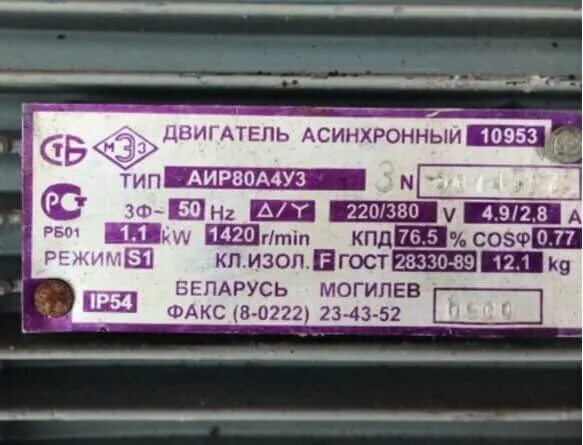 СТБ МЭЗ ДВИГАТЕЛЬ АСИНХРОННЫЙ 10953
РСТ ТИП АИР80А4У3 3 N
РБ01 3Ф~ 50 Hz Δ/Y 220/380 V 4.9/2,8 A
1.1 kW 1420 r/min КПД 76.5 % COSφ 0.77
РЕЖИМ S1 КЛ.ИЗОЛ. F ГОСТ 28330-89 12,1 kg
IP54 БЕЛАРУСЬ МОГИЛЕВ 0500
ФАКС (8-0222) 23-43-52